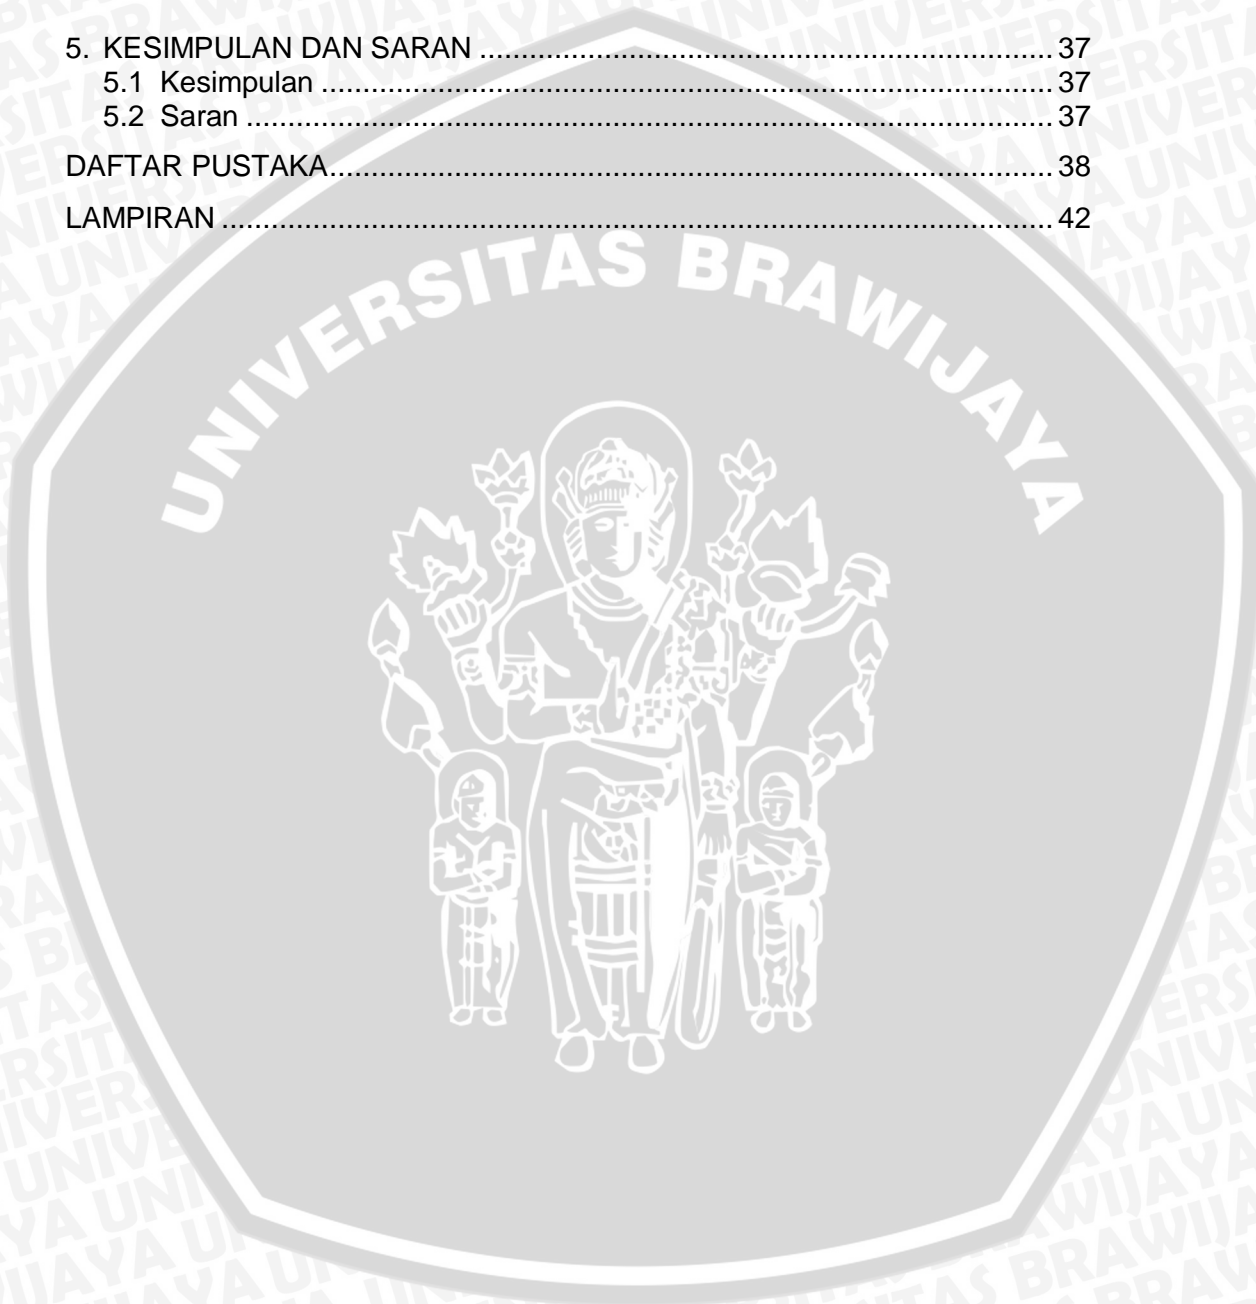 5. KESIMPULAN DAN SARAN ..................................................................... 37
5.1 Kesimpulan ........................................................................................ 37
5.2 Saran ................................................................................................. 37
DAFTAR PUSTAKA....................................................................................... 38
LAMPIRAN .................................................................................................... 42
UNIVERSITAS BRAWIJAYA